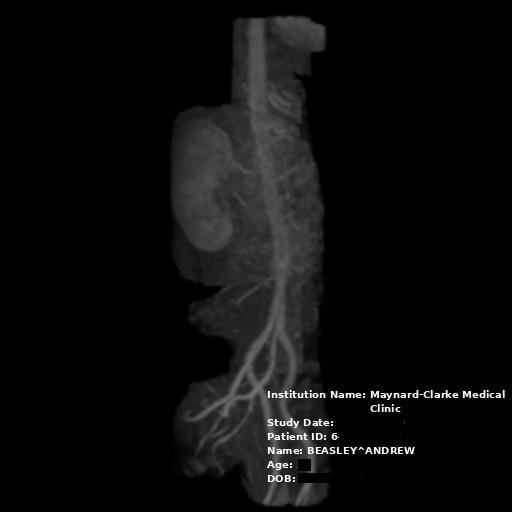 Institution Name: Maynard-Clarke Medical
Clinic
Study Date:
Patient ID: 6
Name: BEASLEY^ANDREW
Age:
DOB: